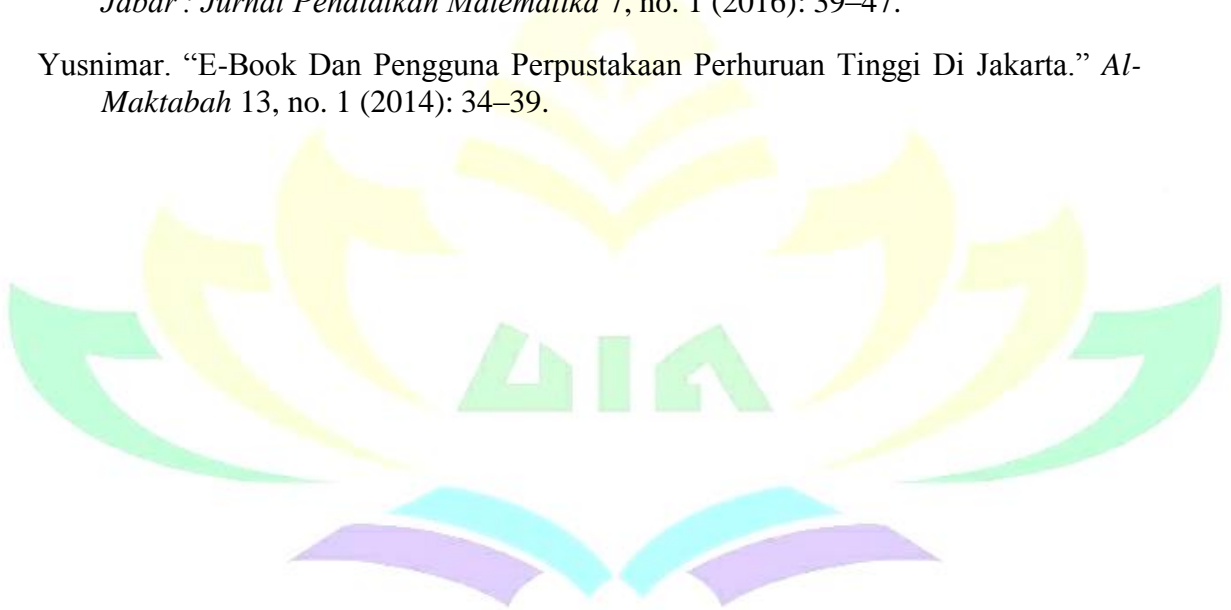 Jabar : Jurnal Pendidikan Matematika 7, no. 1 (2016): 39–47.
Yusnimar. “E-Book Dan Pengguna Perpustakaan Perhuruan Tinggi Di Jakarta.” Al-
Maktabah 13, no. 1 (2014): 34–39.
UIN